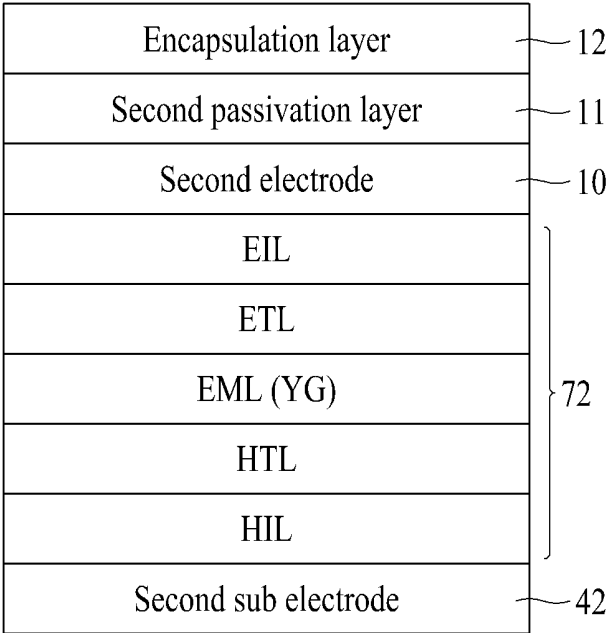 Encapsulation layer 12
Second passivation layer 11
Second electrode 10
EIL
ETL
EML (YG) 72
HTL
HIL
Second sub electrode 42